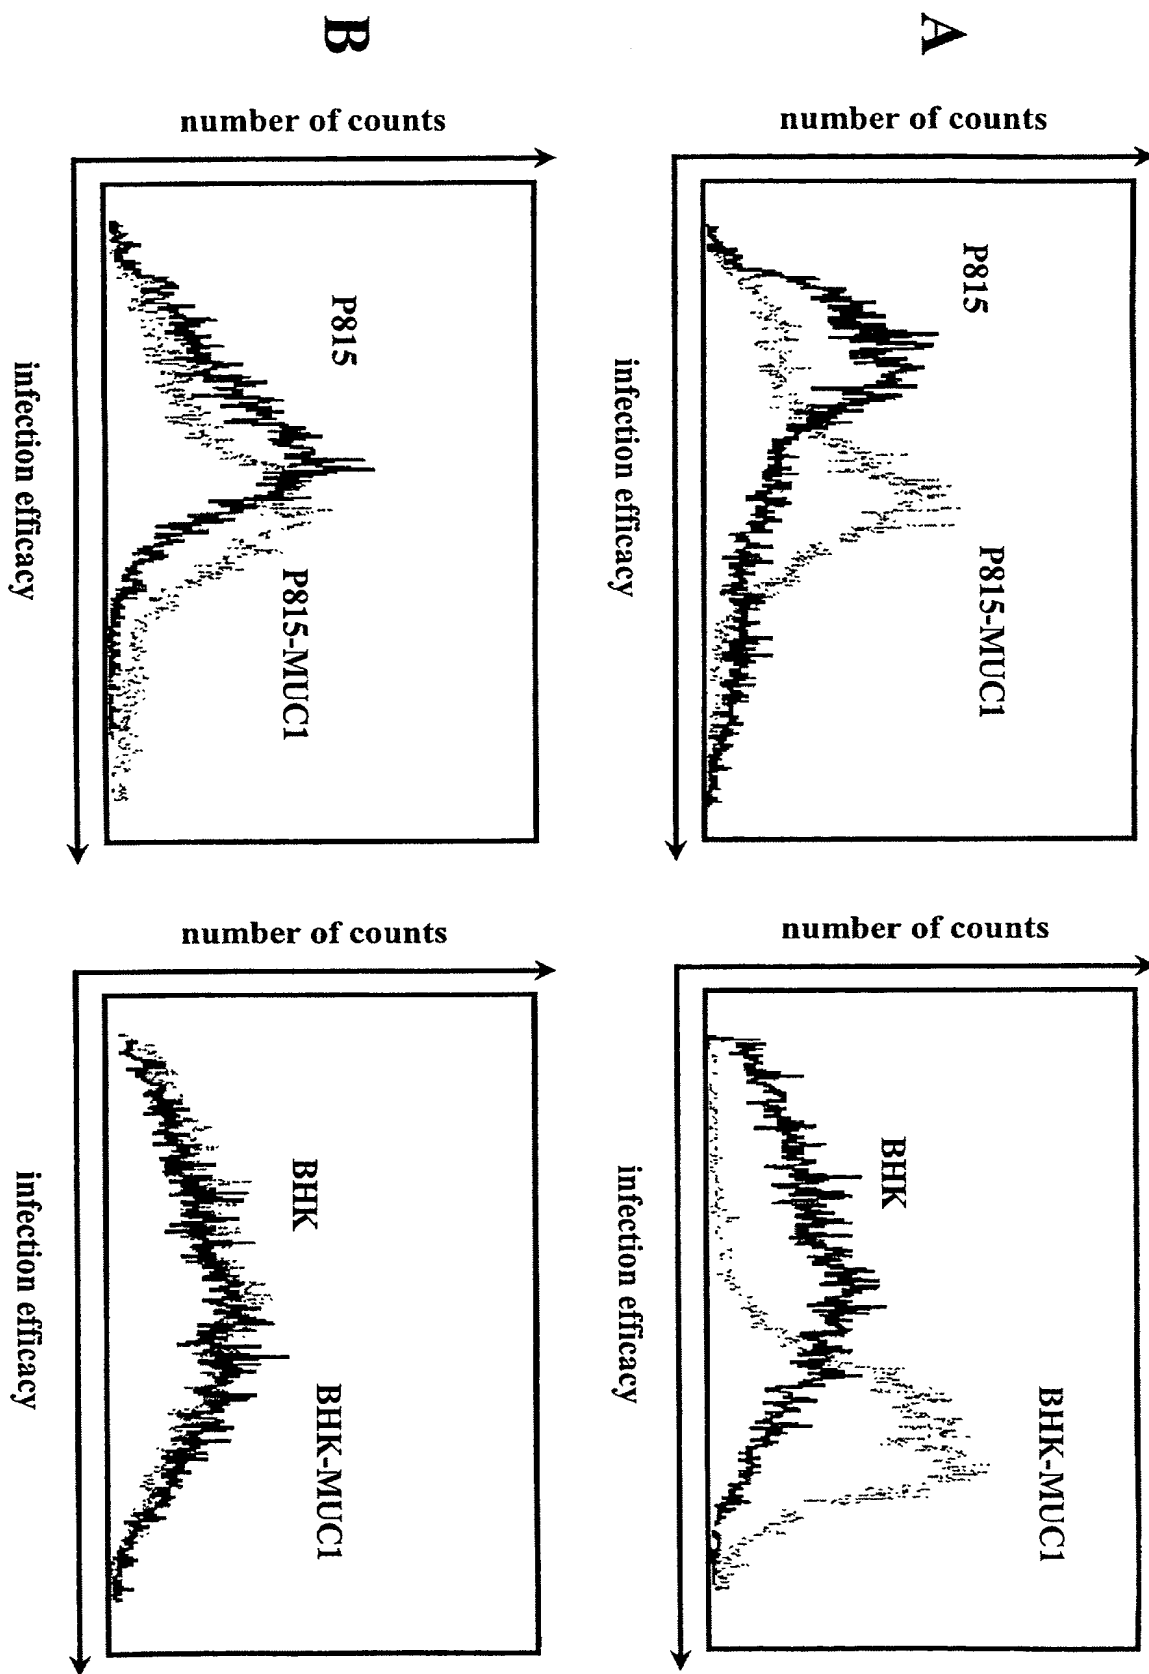 A
number of counts
P815
P815-MUC1
infection efficacy
number of counts
BHK
BHK-MUC1
infection efficacy
B
number of counts
P815
P815-MUC1
infection efficacy
number of counts
BHK
BHK-MUC1
infection efficacy